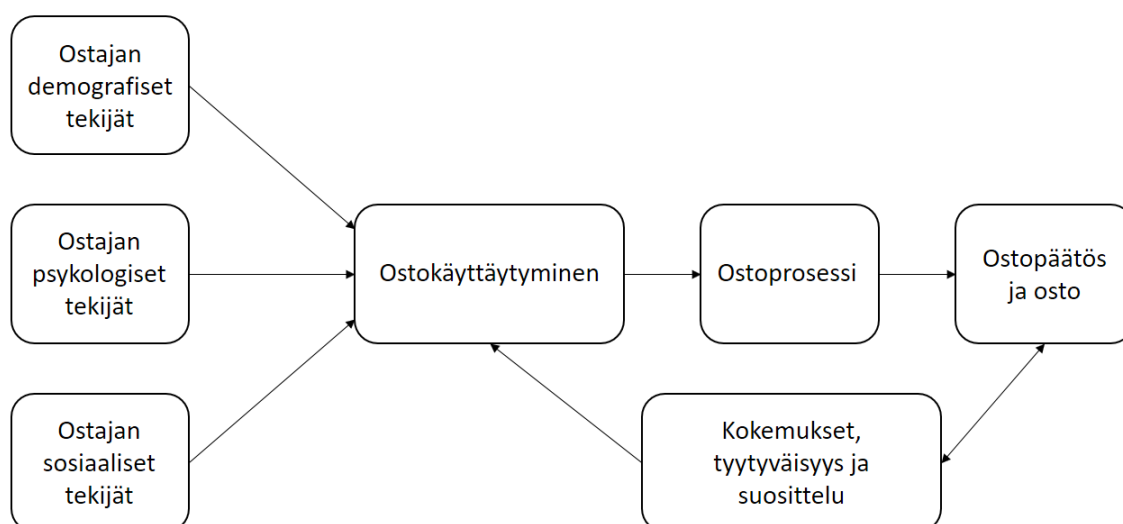 Ostajan
demografiset
tekijät
Ostajan
psykologiset
tekijät
Ostajan
sosiaaliset
tekijät
Ostokäyttäytyminen
Ostoprosessi
Ostopäätös
ja osto
Kokemukset,
tyytyväisyys ja
suosittelu